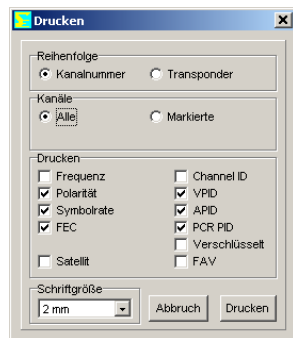 Drucken
Reihenfolge
Kanalnummer Transponder
Kanäle
Alle Markierte
Drucken
Frequenz Channel ID
Polarität VPID
Symbolrate APID
FEC PCR PID
Verschlüsselt
Satellit FAV
Schriftgröße
2 mm Abbruch Drucken